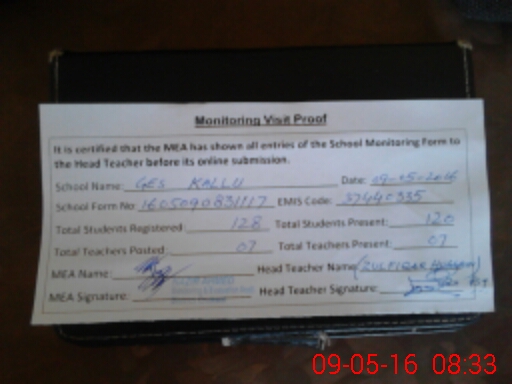 Monitoring Visit Proof
It is certified that the MEA has shown all entries of the School Monitoring Form to
the Head Teacher before its online submission.
School Name: GES KALLU Date: 09-05-2016
School Form No: 1605090831117 EMIS Code: 37440335
Total Students Registered: 128 Total Students Present: 120
Total Teachers Posted: 07 Total Teachers Present: 07
MEA Name: Head Teacher Name: (ZULFIQAR HUSSAIN)
MEA Signature: Head Teacher Signature:
09-05-16 08:33